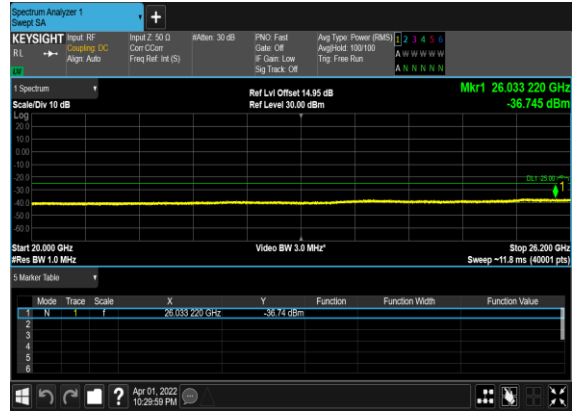 Spectrum Analyzer 1
Swept SA
KEYSIGHT Input: RF Input Z: 50 Ω #Atten: 30 dB PNO: Fast Avg Type: Power (RMS) 1 2 3 4 5 6
RL Coupling: DC Corr CCorr Gate: Off Avg|Hold: 100/100 A W W W W W
Align: Auto Freq Ref: Int (S) IF Gain: Low Trig: Free Run
Sig Track: Off A N N N N N
1 Spectrum Ref Lvl Offset 14.95 dB Mkr1 26.033 220 GHz
Scale/Div 10 dB Ref Level 30.00 dBm -36.745 dBm
Log
20.0
10.0
0.00
-10.0
-20.0 DL1 -25.00
-30.0 1
-40.0
-50.0
-60.0
Start 20.000 GHz Video BW 3.0 MHz* Stop 26.200 GHz
#Res BW 1.0 MHz Sweep ~11.8 ms (40001 pts)
5 Marker Table
Mode Trace Scale X Y Function Function Width Function Value
1 N 1 f 26.033 220 GHz -36.74 dBm
2
3
4
5
6
? Apr 01, 2022
10:29:59 PM